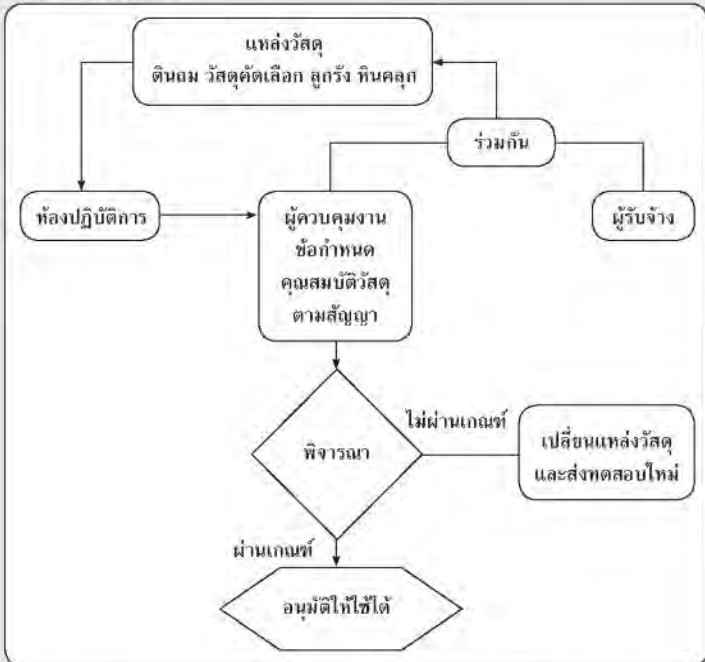 แหล่งวัสดุ
ดินถม วัสดุคัดเลือก ลูกรัง หินคลุก
ร่วมกัน
ห้องปฏิบัติการ
ผู้ควบคุมงาน
ข้อกำหนด
คุณสมบัติวัสดุ
ตามสัญญา
ผู้รับจ้าง
พิจารณา
ไม่ผ่านเกณฑ์
เปลี่ยนแหล่งวัสดุ
และส่งทดสอบใหม่
ผ่านเกณฑ์
อนุมัติให้ใช้ได้